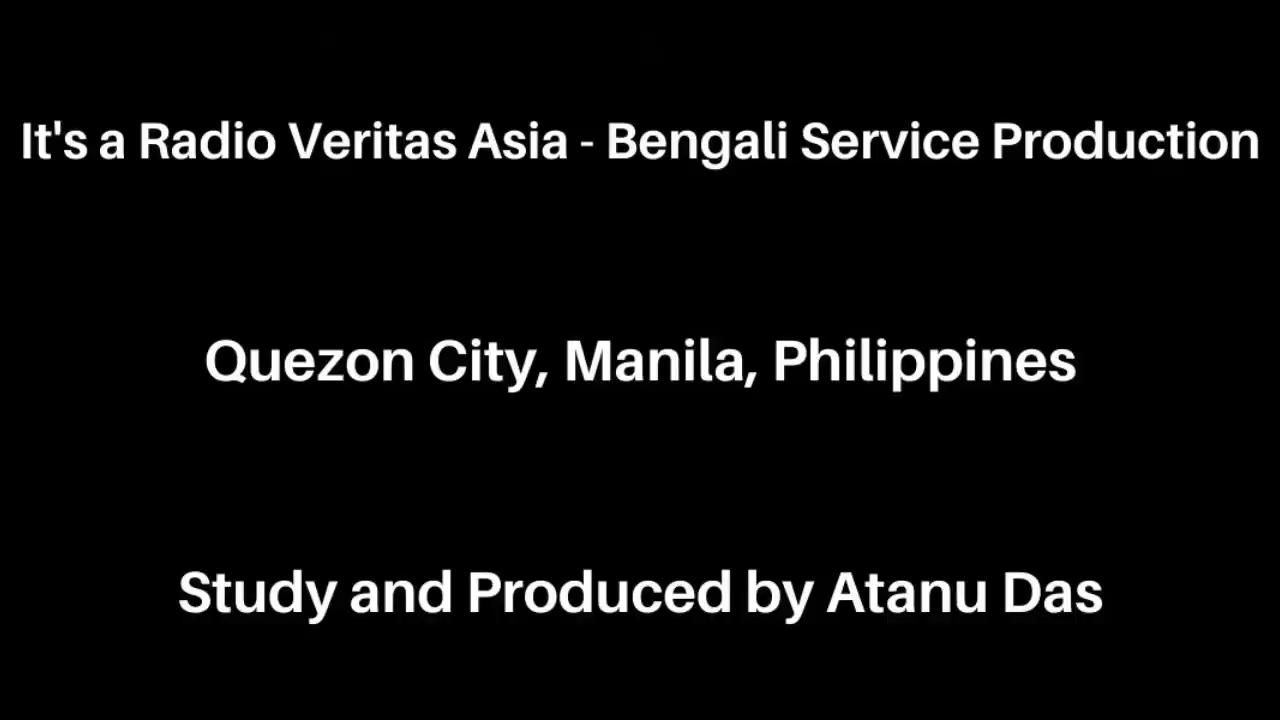 It's a Radio Veritas Asia - Bengali Service Production
Quezon City, Manila, Philippines
Study and Produced by Atanu Das